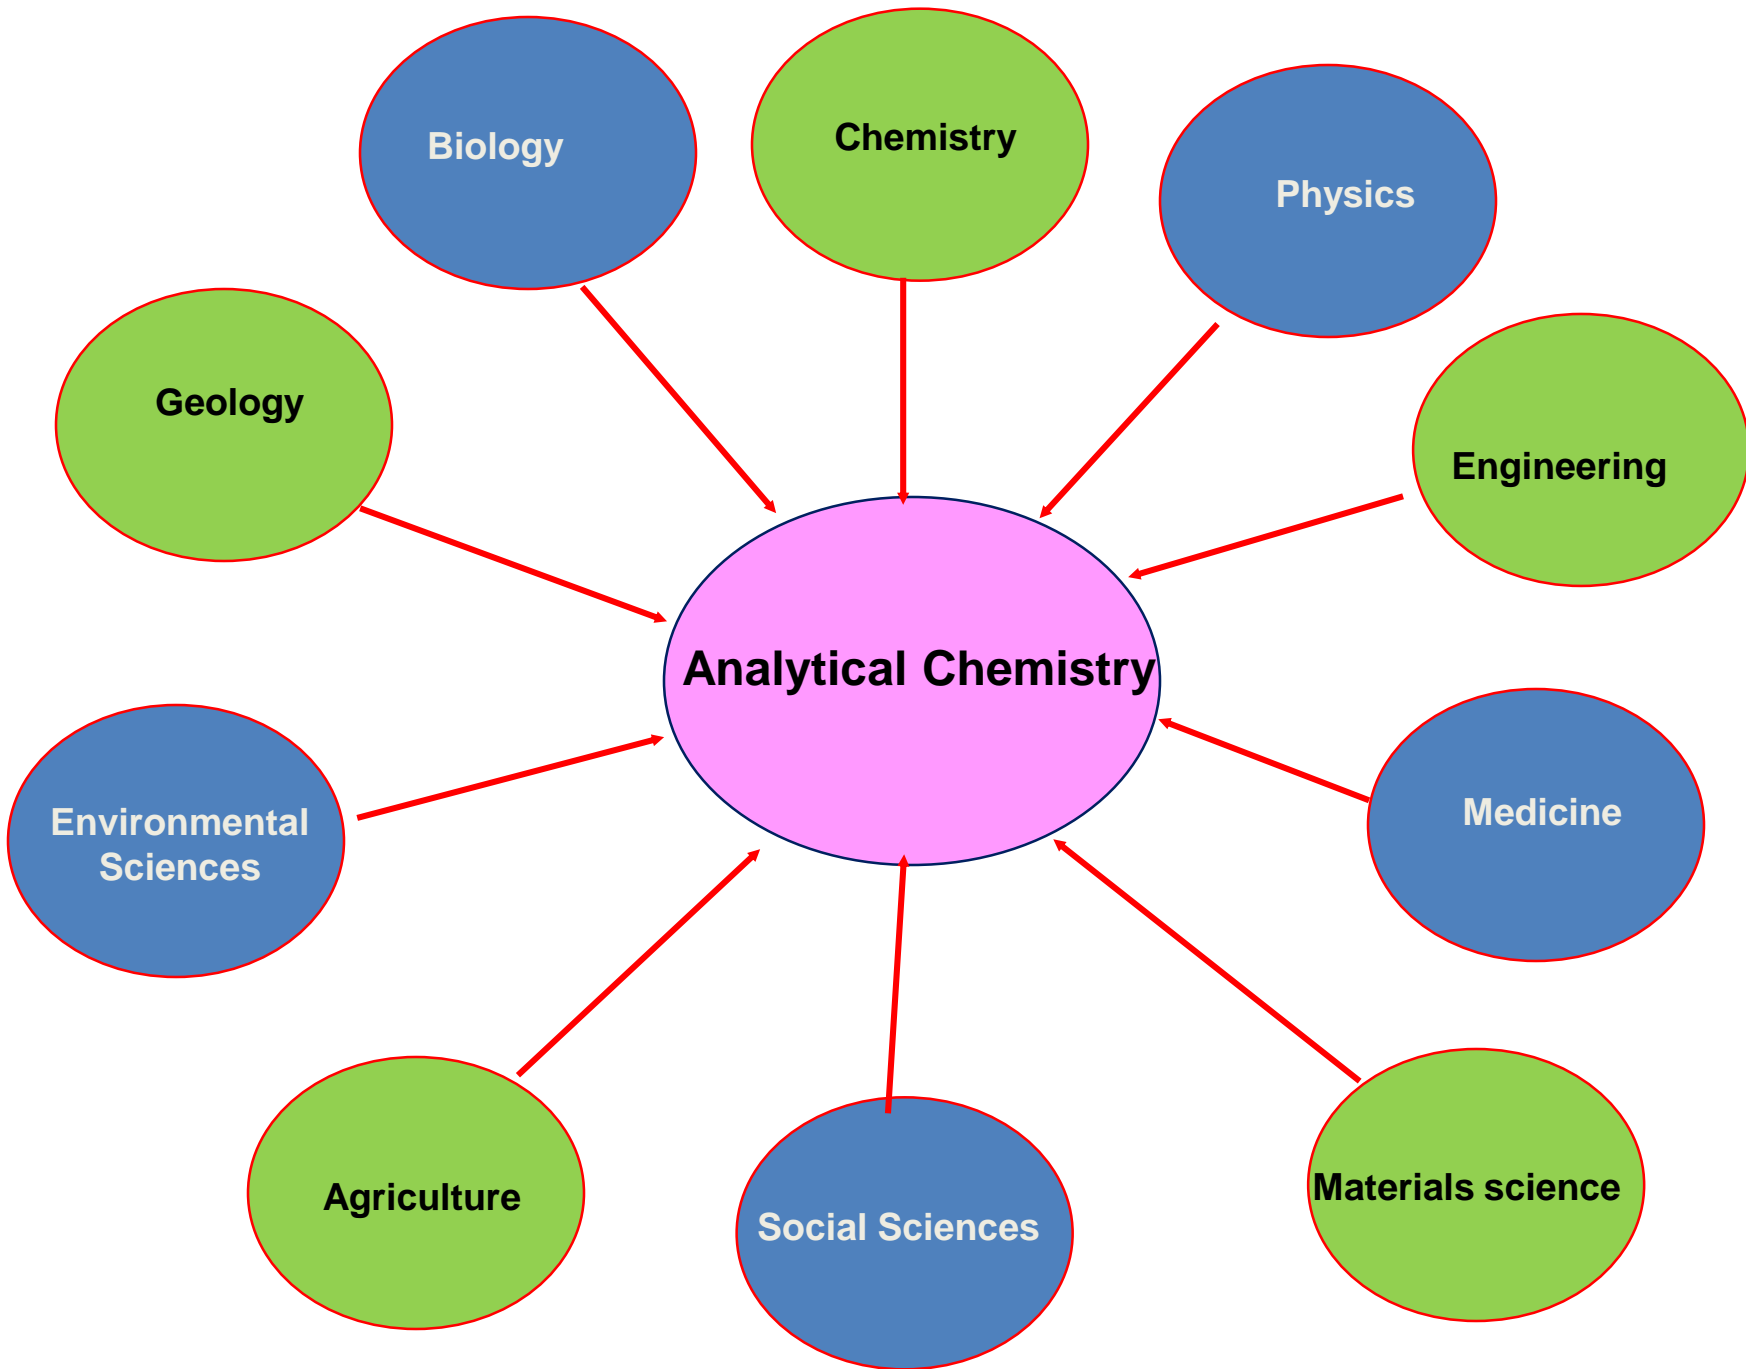 Biology
Chemistry
Physics
Geology
Engineering
Analytical Chemistry
Environmental
Sciences
Medicine
Agriculture
Social Sciences
Materials science